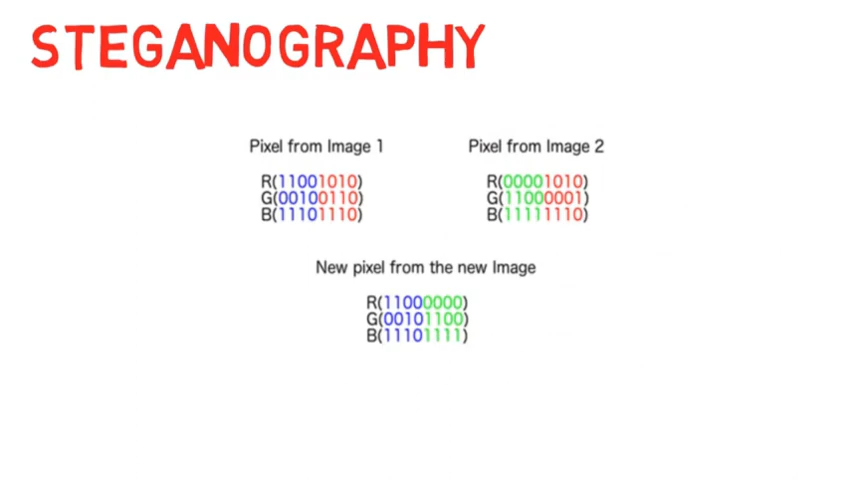 STEGANOGRAPHY
Pixel from Image 1
R(11001010)
G(00100110)
B(11101110)
Pixel from Image 2
R(00001010)
G(11000001)
B(11111110)
New pixel from the new Image
R(11000000)
G(00101100)
B(11101111)